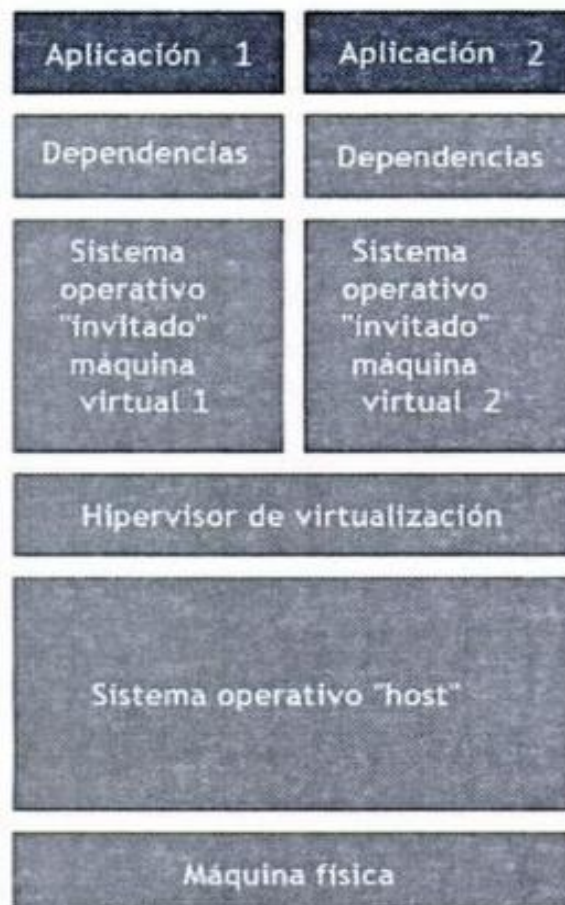 Aplicación 1
Aplicación 2
Dependencias
Dependencias
Sistema
operativo
"invitado"
máquina
virtual 1
Sistema
operativo
"invitado"
máquina
virtual 2
Hipervisor de virtualización
Sistema operativo "host"
Máquina física